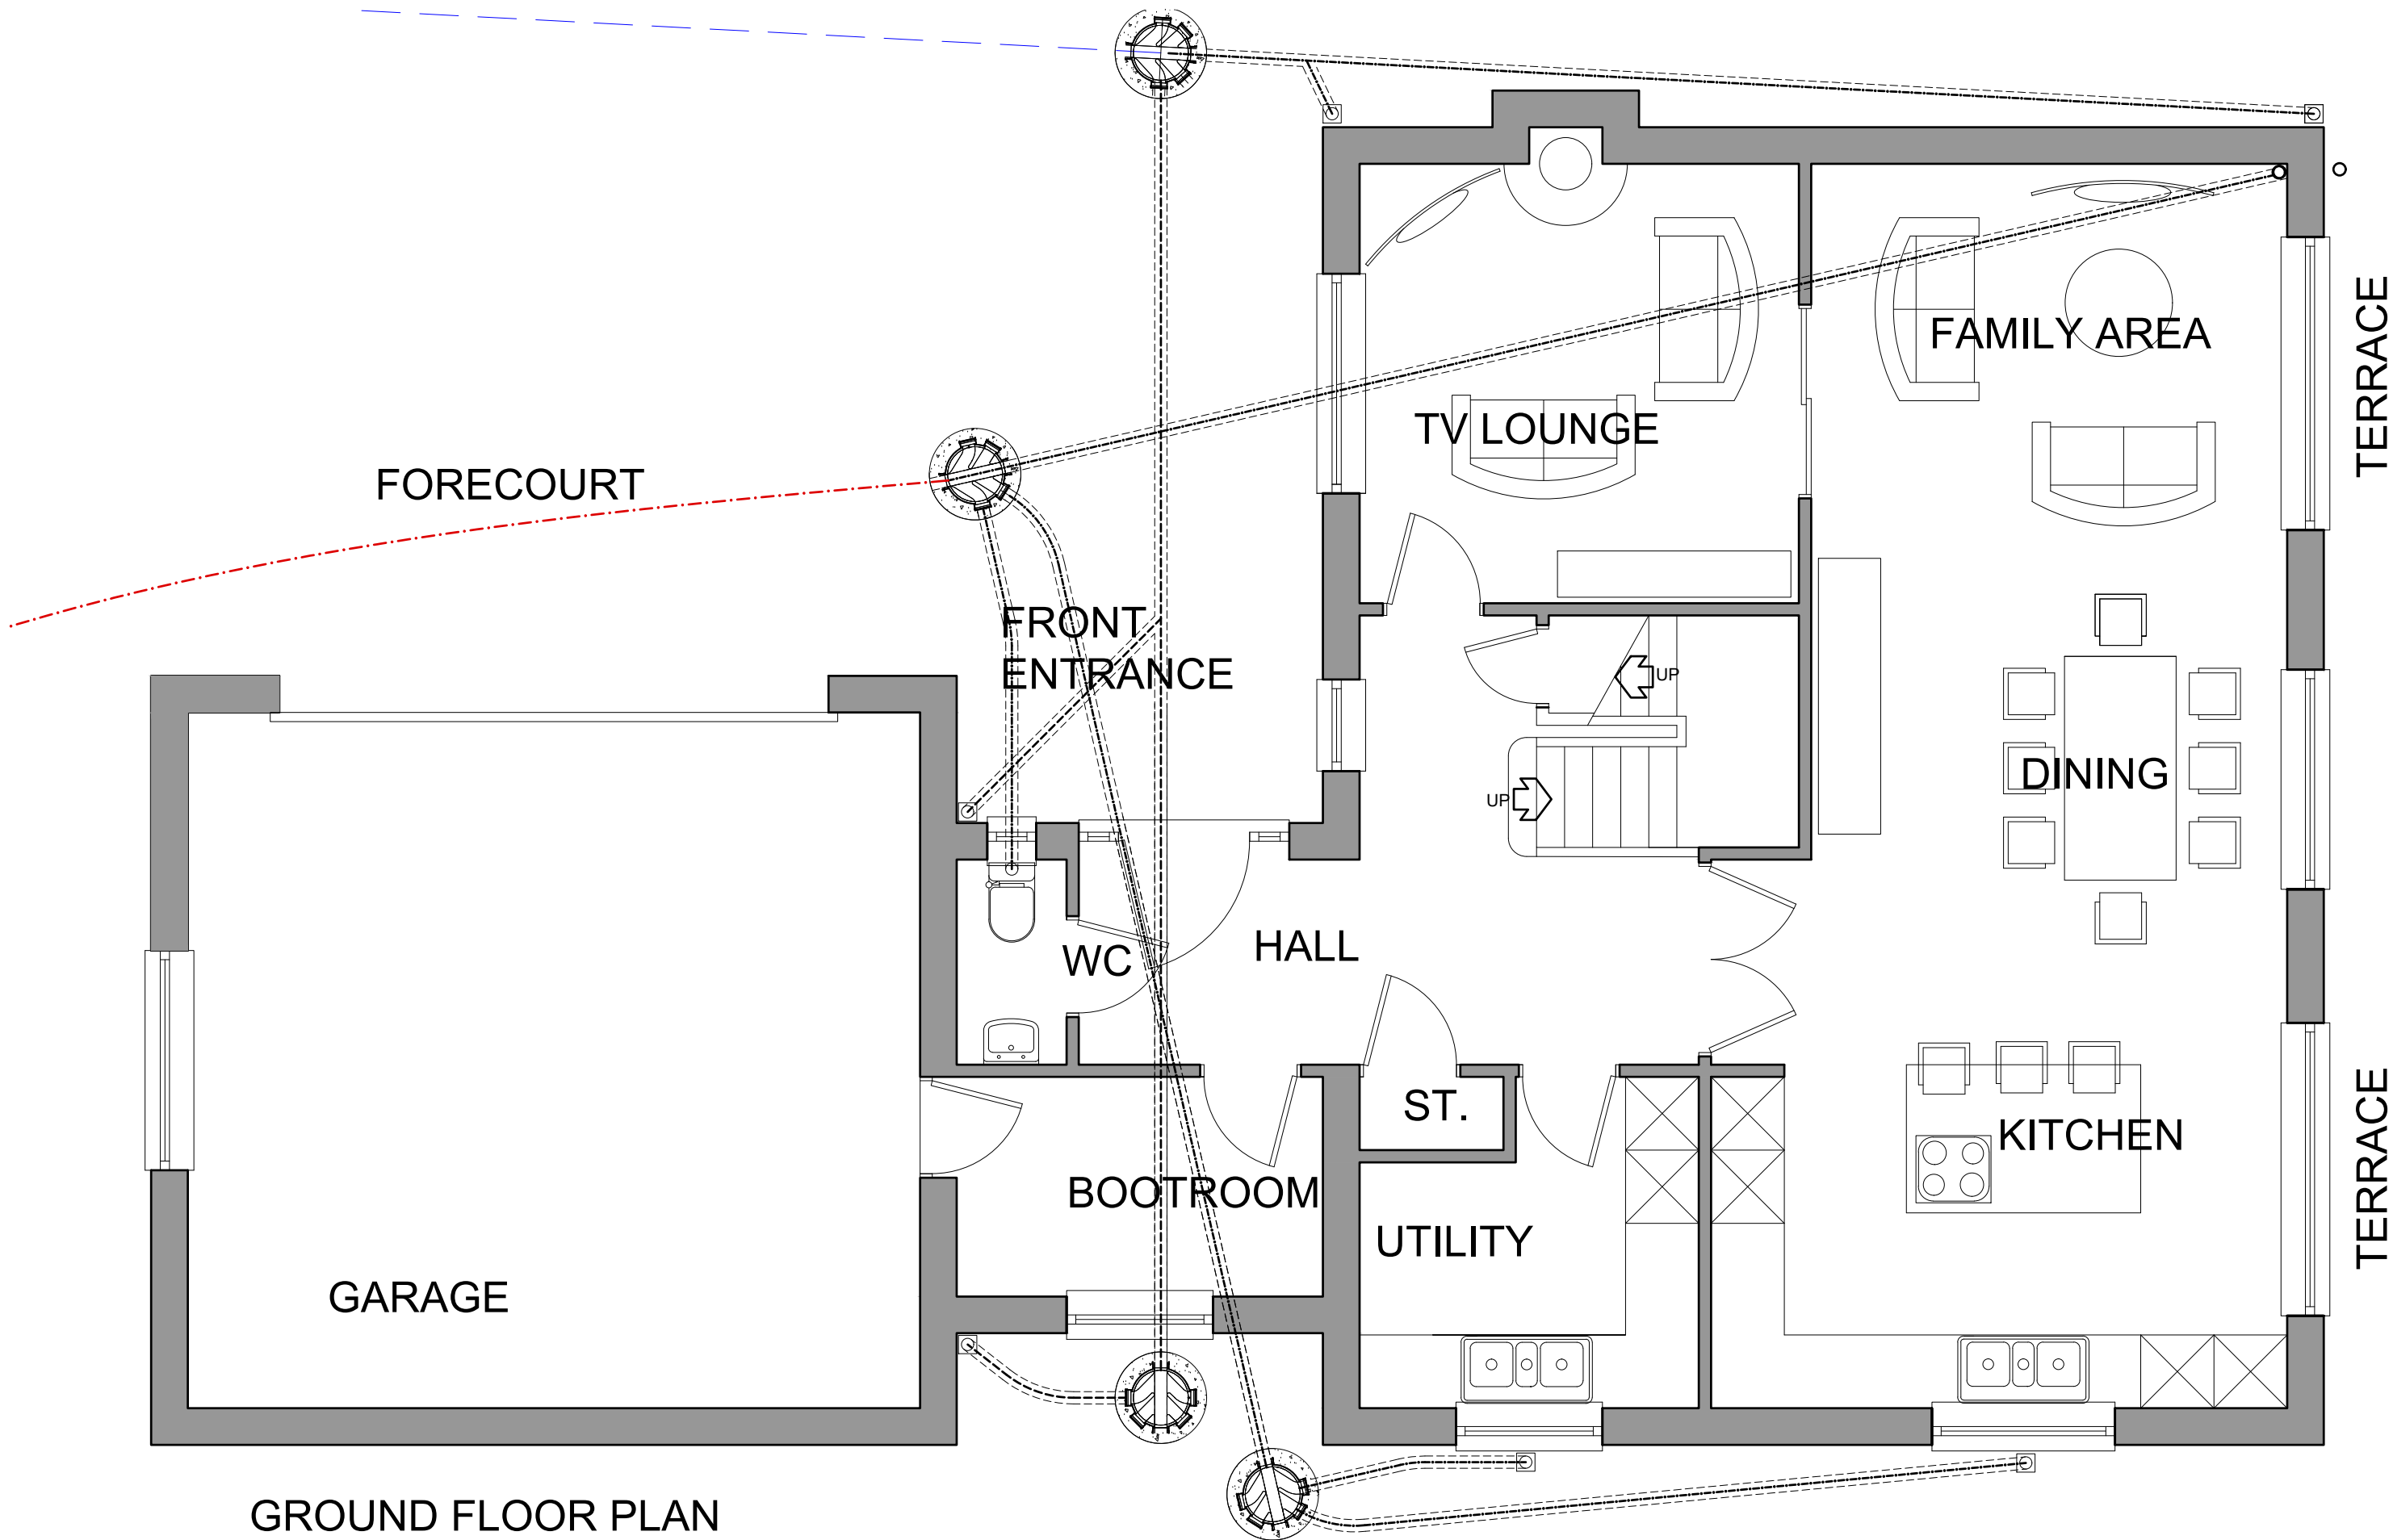 TERRACE
FAMILY AREA
TV LOUNGE
FORECOURT
FRONT
ENTRANCE
UP
DINING
UP
HALL
WC
ST.
KITCHEN
TERRACE
BOOTROOM
UTILITY
GARAGE
GROUND FLOOR PLAN